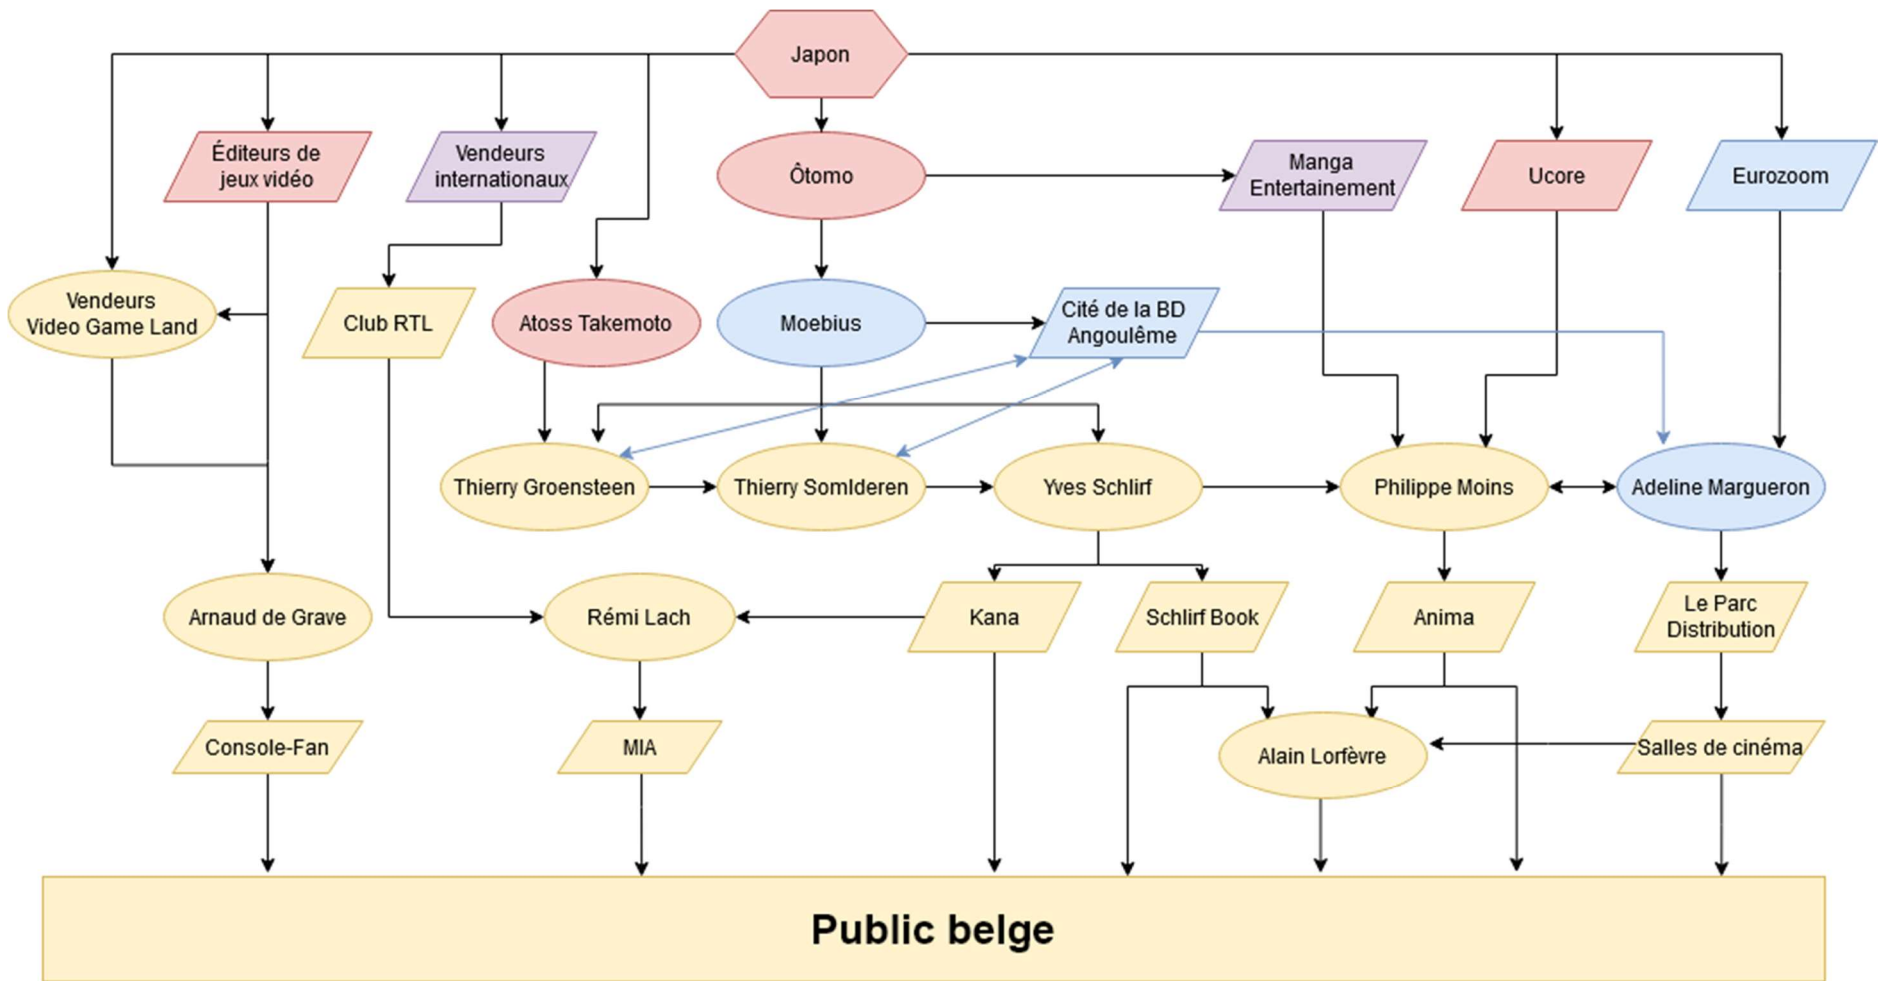 Japon
Éditeurs de
jeux vidéo
Vendeurs
internationaux
Ôtomo
Manga
Entertainement
Ucore
Eurozoom
Vendeurs
Video Game Land
Club RTL
Atoss Takemoto
Moebius
Cité de la BD
Angoulême
Thierry Groensteen
Thierry Somlderen
Yves Schlirf
Philippe Moins
Adeline Margueron
Arnaud de Grave
Rémi Lach
Kana
Schlirf Book
Anima
Le Parc
Distribution
Console-Fan
MIA
Alain Lorfèvre
Salles de cinéma
Public belge